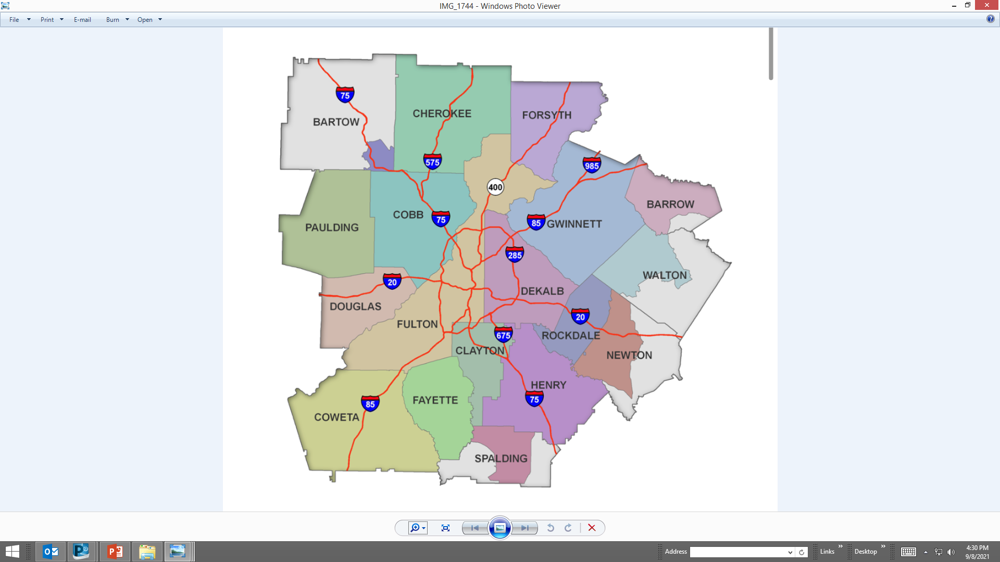 IMG_1744 - Windows Photo Viewer
File Print E-mail Burn Open
75
BARTOW
CHEROKEE
FORSYTH
575
985
400
BARROW
COBB
75
85
GWINNETT
PAULDING
285
WALTON
20
DEKALB
DOUGLAS
20
FULTON
675
ROCKDALE
CLAYTON
NEWTON
HENRY
75
FAYETTE
85
COWETA
SPALDING
Address Links Desktop
4:30 PM
9/8/2021